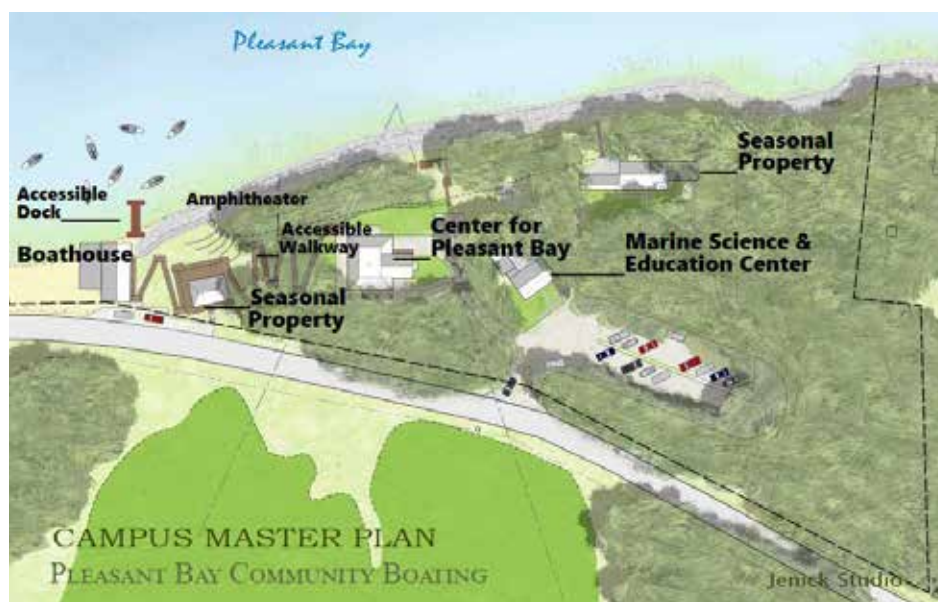 Pleasant Bay
Accessible
Dock
Boathouse
Amphitheater
Accessible
Walkway
Seasonal
Property
Center for
Pleasant Bay
Marine Science &
Education Center
Seasonal
Property
CAMPUS MASTER PLAN
PLEASANT BAY COMMUNITY BOATING
Jenick Studio